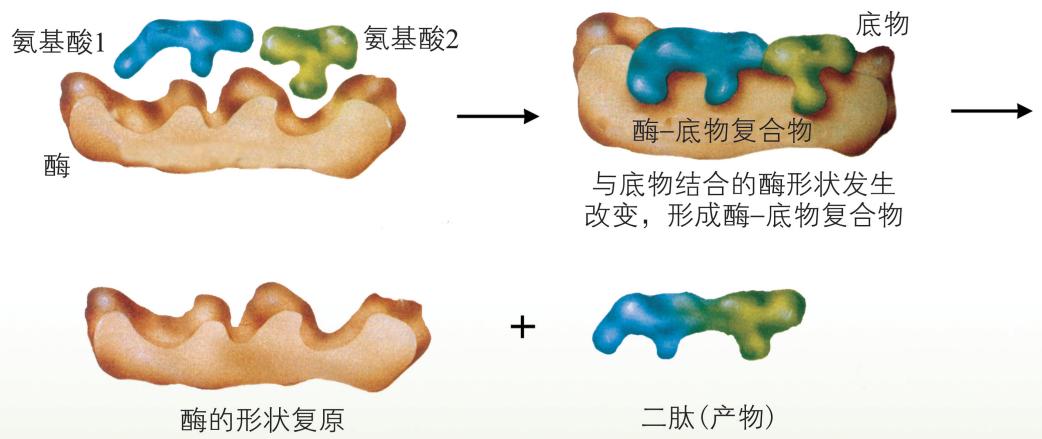 氨基酸1
氨基酸2
酶
底物
酶-底物复合物
与底物结合的酶形状发生
改变，形成酶-底物复合物
+
酶的形状复原
二肽(产物)